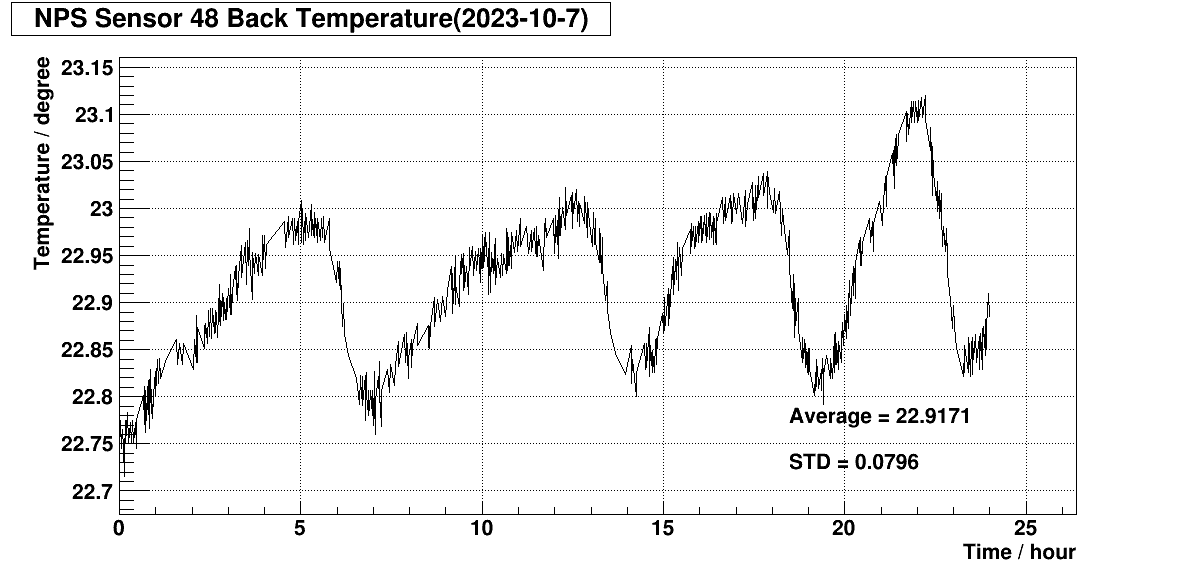 NPS Sensor 48 Back Temperature(2023-10-7)
Temperature / degree
23.15
23.1
23.05
23
22.95
22.9
22.85
22.8
22.75
22.7
Average = 22.9171
STD = 0.0796
0 5 10 15 20 25
Time / hour